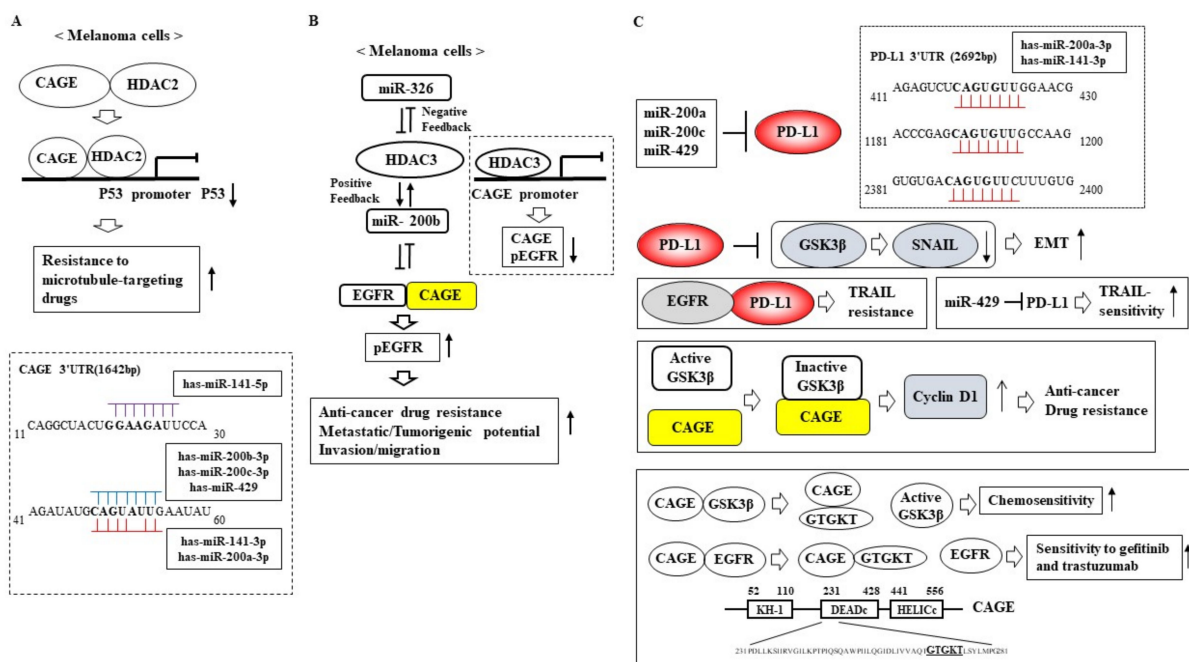 A
< Melanoma cells >
CAGE
HDAC2
CAGE
HDAC2
P53 promoter P53
Resistance to
microtubule-targeting
drugs
CAGE 3'UTR(1642bp)
has-miR-141-5p
11 CAGGCUACUGGAAGAUUCCA 30
has-miR-200b-3p
has-miR-200c-3p
has-miR-429
41 AGAUAUGCAGUAUUGAAUAU 60
has-miR-141-3p
has-miR-200a-3p
B
< Melanoma cells >
miR-326
Negative
Feedback
HDAC3
Positive
Feedback
miR- 200b
EGFR
CAGE
pEGFR
Anti-cancer drug resistance
Metastatic/Tumorigenic potential
Invasion/migration
HDAC3
CAGE promoter
CAGE
pEGFR
C
miR-200a
miR-200c
miR-429
PD-L1
PD-L1 3'UTR (2692bp)
has-miR-200a-3p
has-miR-141-3p
411 AGAGUCUCAGUGUUGGAACG 430
1181 ACCCGAGCAGUGUUGCCAAG 1200
2381 GUGUGACAGUGUUCUUUGUG 2400
PD-L1
GSK3β
SNAIL
EMT
EGFR
PD-L1
TRAIL
resistance
miR-429
PD-L1
TRAIL-
sensitivity
Active
GSK3β
CAGE
Inactive
GSK3β
CAGE
Cyclin D1
Anti-cancer
Drug resistance
CAGE
GSK3β
CAGE
GTGKT
Active
GSK3β
Chemosensitivity
CAGE
EGFR
CAGE
GTGKT
EGFR
Sensitivity to gefitinib
and trastuzumab
52 110 231 428 441 556
KH-1 DEADc HELICc CAGE
231PDLLKSIIRVGILKPTPIQSQAWPIILQGIDLIVVAQTGTGKTLSYLMPG281